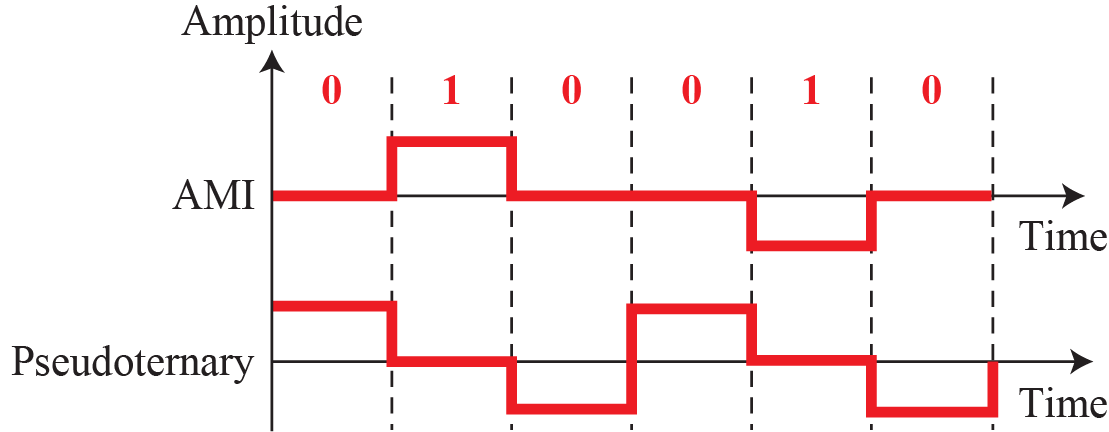 Amplitude
0 1 0 0 1 0
AMI
Time
Pseudoternary
Time